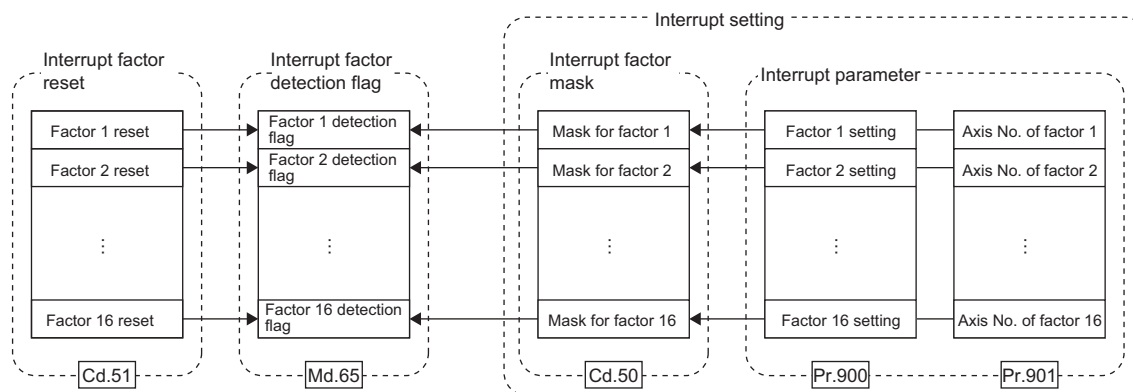 Interrupt setting
Interrupt factor
reset
Interrupt factor
detection flag
Interrupt factor
mask
Interrupt parameter
Factor 1 reset
Factor 1 detection
flag
Mask for factor 1
Factor 1 setting
Axis No. of factor 1
Factor 2 reset
Factor 2 detection
flag
Mask for factor 2
Factor 2 setting
Axis No. of factor 2
⋮
⋮
⋮
⋮
⋮
Factor 16 reset
Factor 16 detection
flag
Mask for factor 16
Factor 16 setting
Axis No. of factor 16
Cd.51
Md.65
Cd.50
Pr.900
Pr.901